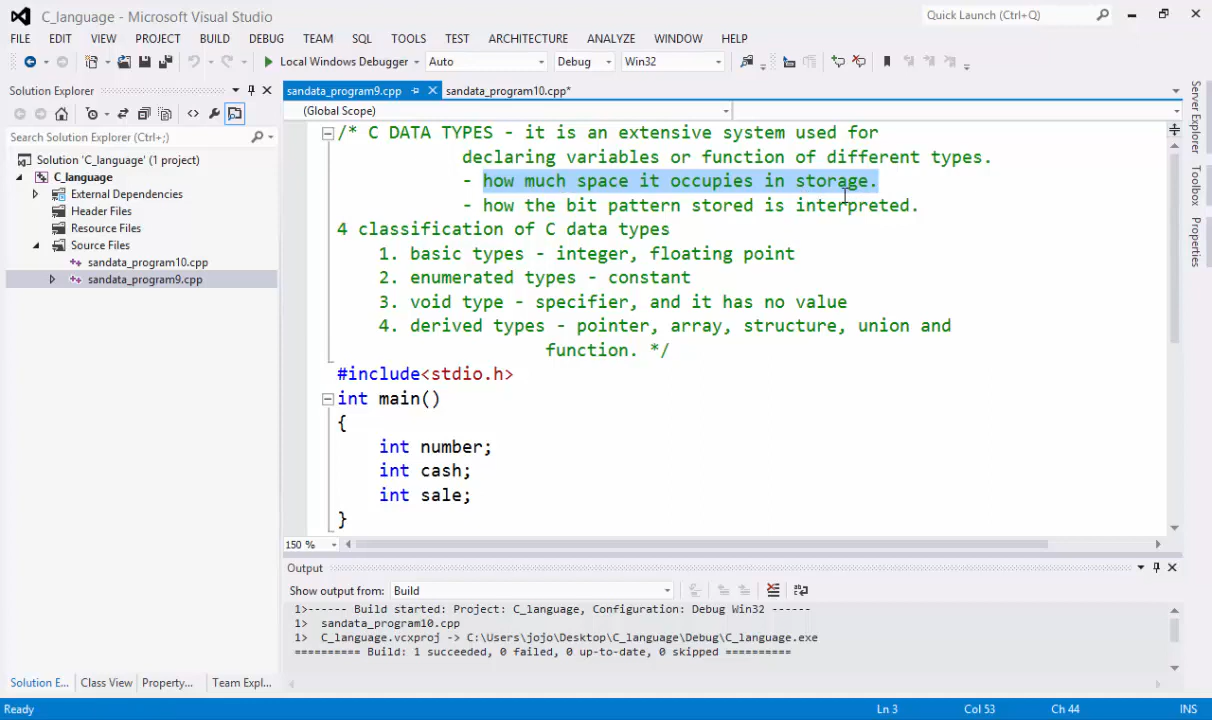 C_language - Microsoft Visual Studio
Quick Launch (Ctrl+Q)
FILE EDIT VIEW PROJECT BUILD DEBUG TEAM SQL TOOLS TEST ARCHITECTURE ANALYZE WINDOW HELP
Local Windows Debugger Auto Debug Win32
Solution Explorer
sandata_program9.cpp sandata_program10.cpp*
(Global Scope)
Search Solution Explorer (Ctrl+;)
Solution 'C_language' (1 project)
C_language
External Dependencies
Header Files
Resource Files
Source Files
sandata_program10.cpp
sandata_program9.cpp
/* C DATA TYPES - it is an extensive system used for
declaring variables or function of different types.
- how much space it occupies in storage.
- how the bit pattern stored is interpreted.
4 classification of C data types
1. basic types - integer, floating point
2. enumerated types - constant
3. void type - specifier, and it has no value
4. derived types - pointer, array, structure, union and
function. */
#include<stdio.h>
int main()
{
int number;
int cash;
int sale;
}
150 %
Server Explorer
Toolbox
Properties
Output
Show output from: Build
1>------ Build started: Project: C_language, Configuration: Debug Win32 ------
1> sandata_program10.cpp
1> C_language.vcxproj -> C:\Users\jojo\Desktop\C_language\Debug\C_language.exe
========== Build: 1 succeeded, 0 failed, 0 up-to-date, 0 skipped ==========
Solution E... Class View Property... Team Expl...
Ready Ln 3 Col 53 Ch 44 INS